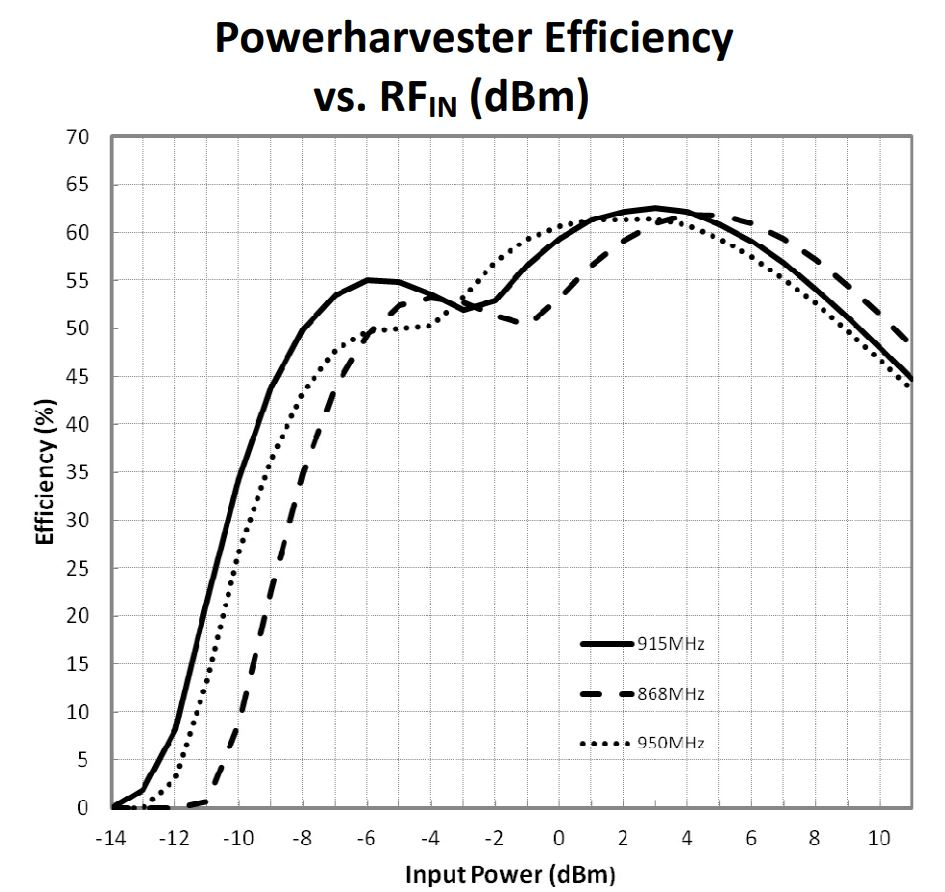 Powerharvester Efficiency
vs. RFIN (dBm)
70
65
60
55
50
45
40
35
30
25
20
15
10
5
0
Efficiency (%)
915MHz
868MHz
950MHz
-14 -12 -10 -8 -6 -4 -2 0 2 4 6 8 10
Input Power (dBm)